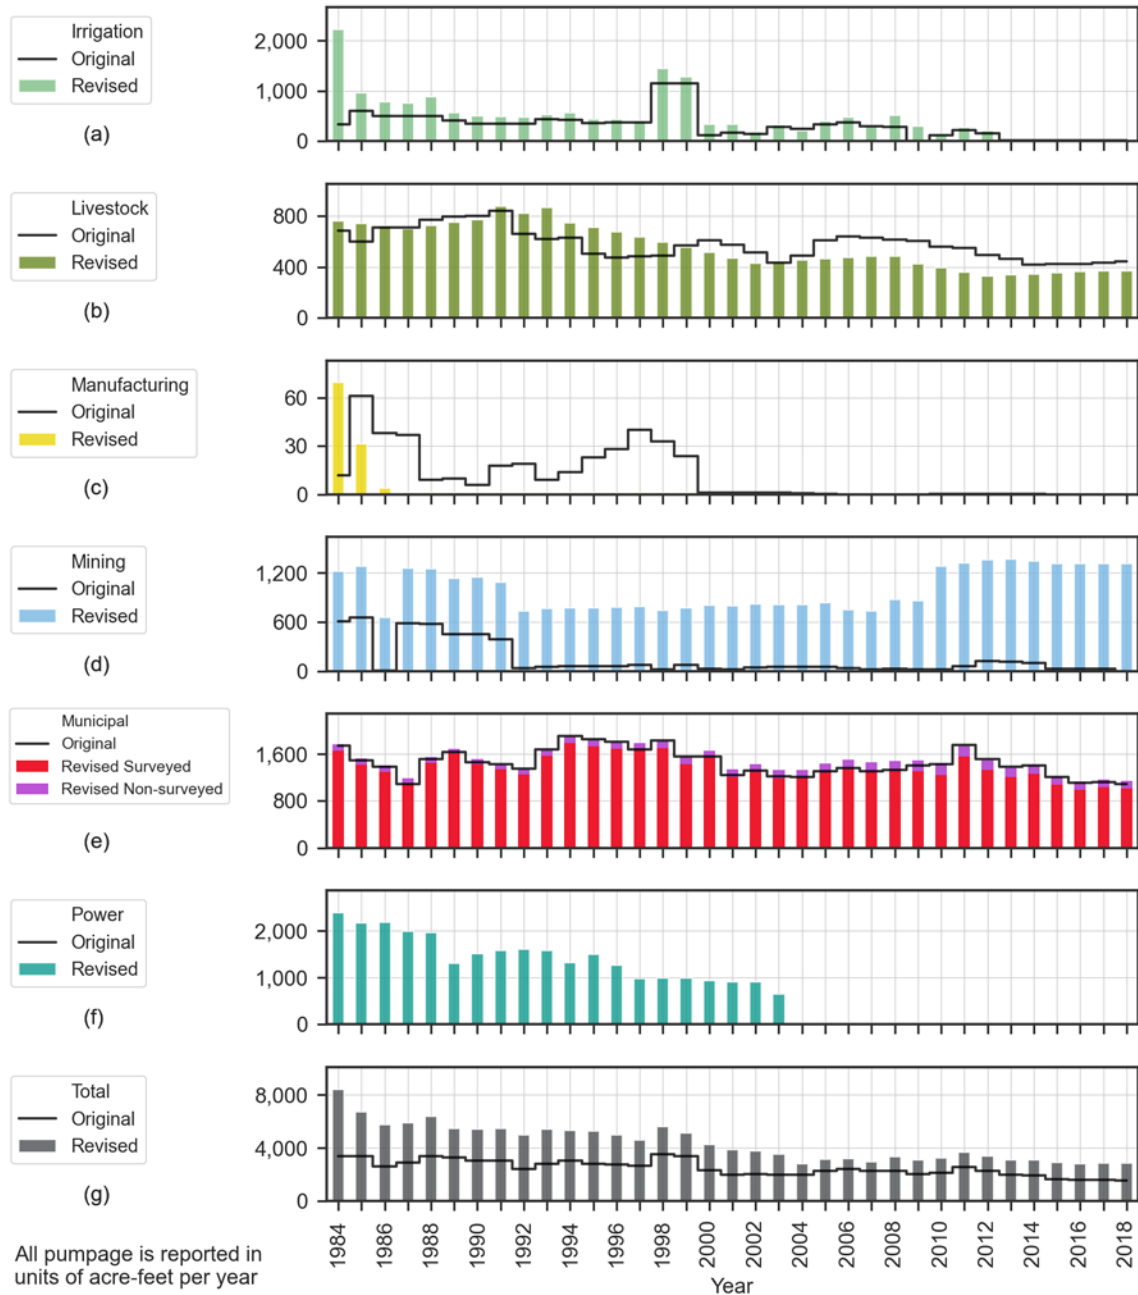 Irrigation
Original
Revised
(a)
2,000
1,000
0
Livestock
Original
Revised
(b)
800
400
0
Manufacturing
Original
Revised
(c)
60
30
0
Mining
Original
Revised
(d)
1,200
600
0
Municipal
Original
Revised Surveyed
Revised Non-surveyed
(e)
1,600
800
0
Power
Original
Revised
(f)
2,000
1,000
0
Total
Original
Revised
(g)
8,000
4,000
0
1984 1986 1988 1990 1992 1994 1996 1998 2000 2002 2004 2006 2008 2010 2012 2014 2016 2018
Year
All pumpage is reported in
units of acre-feet per year